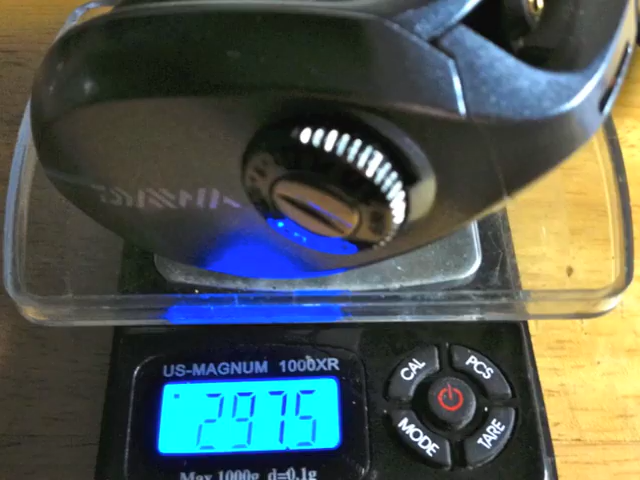 DAIWA
US-MAGNUM 1000XR
297.5
Max 1000g d=0.1g
CAL
PCS
MODE
TARE